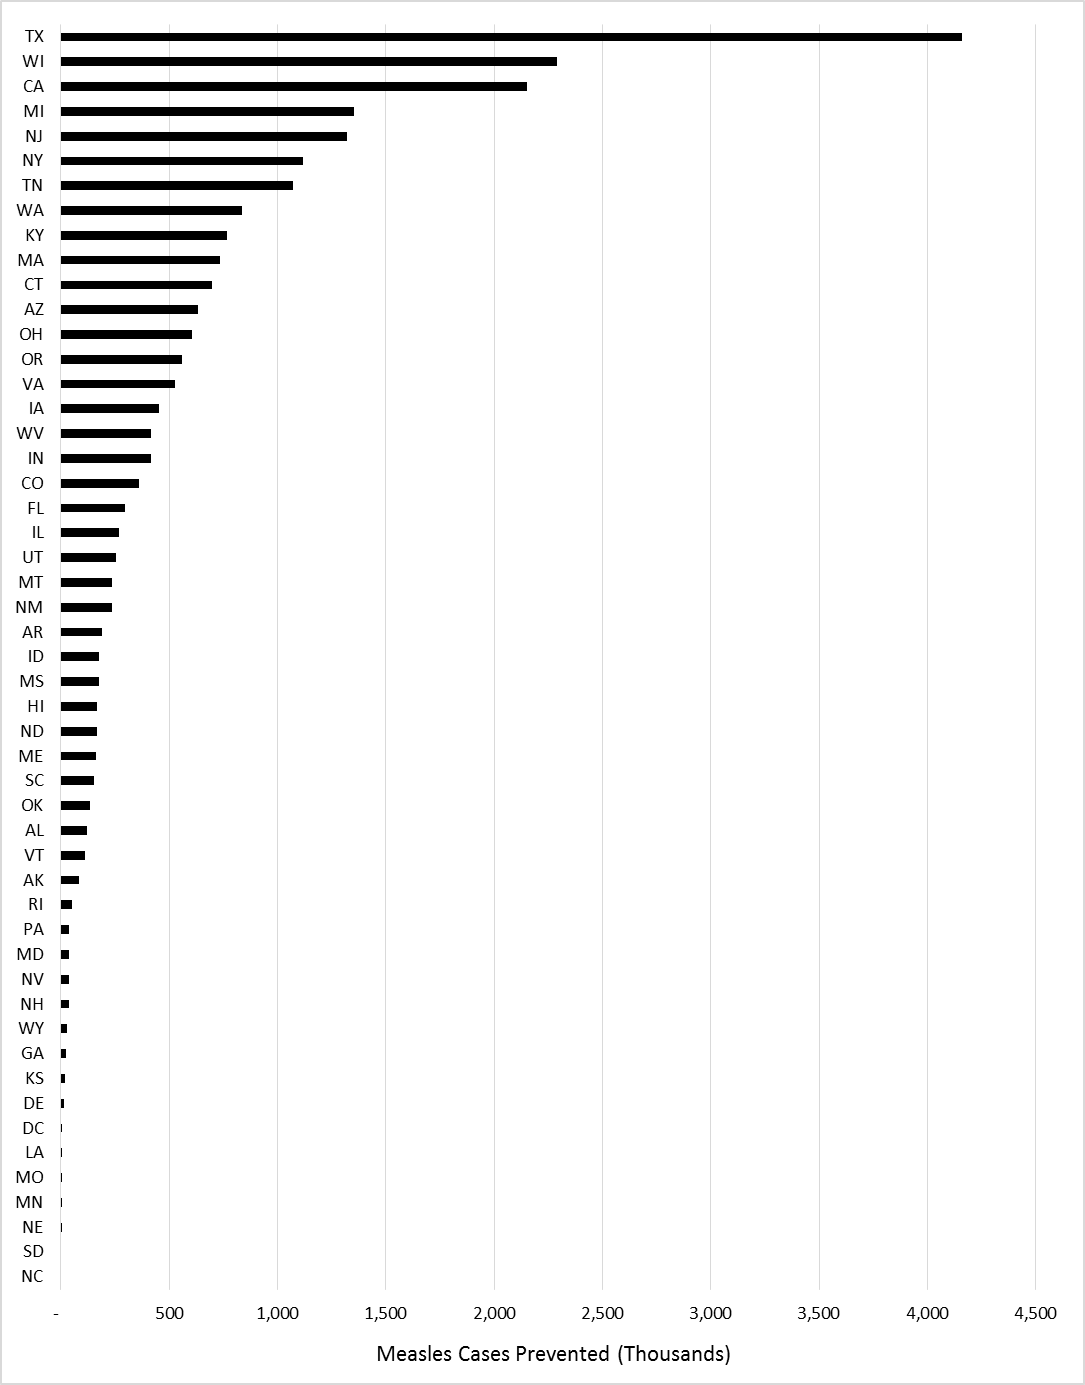 TX
WI
CA
MI
NJ
NY
TN
WA
KY
MA
CT
AZ
OH
OR
VA
IA
WV
IN
CO
FL
IL
UT
MT
NM
AR
ID
MS
HI
ND
ME
SC
OK
AL
VT
AK
RI
PA
MD
NV
NH
WY
GA
KS
DE
DC
LA
MO
MN
NE
SD
NC
- 500 1,000 1,500 2,000 2,500 3,000 3,500 4,000 4,500
Measles Cases Prevented (Thousands)